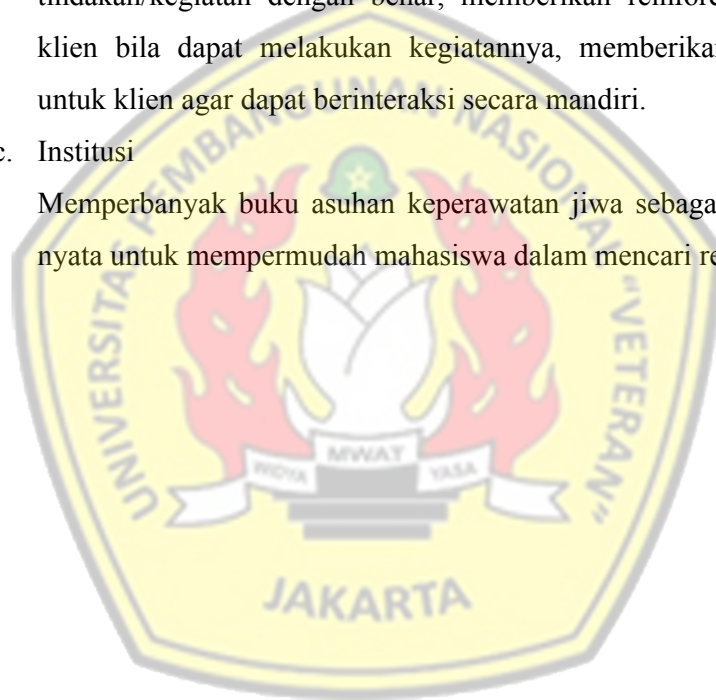 tindakan/kegiatan dengan benar, memberikan reinfor
klien bila dapat melakukan kegiatannya, memberika
untuk klien agar dapat berinteraksi secara mandiri.
c. Institusi
Memperbanyak buku asuhan keperawatan jiwa sebaga
nyata untuk mempermudah mahasiswa dalam mencari re
UNIVERSITAS PEMBANGUNAN NASIONAL "VETERAN"
WIDYA MWAT YASA
JAKARTA